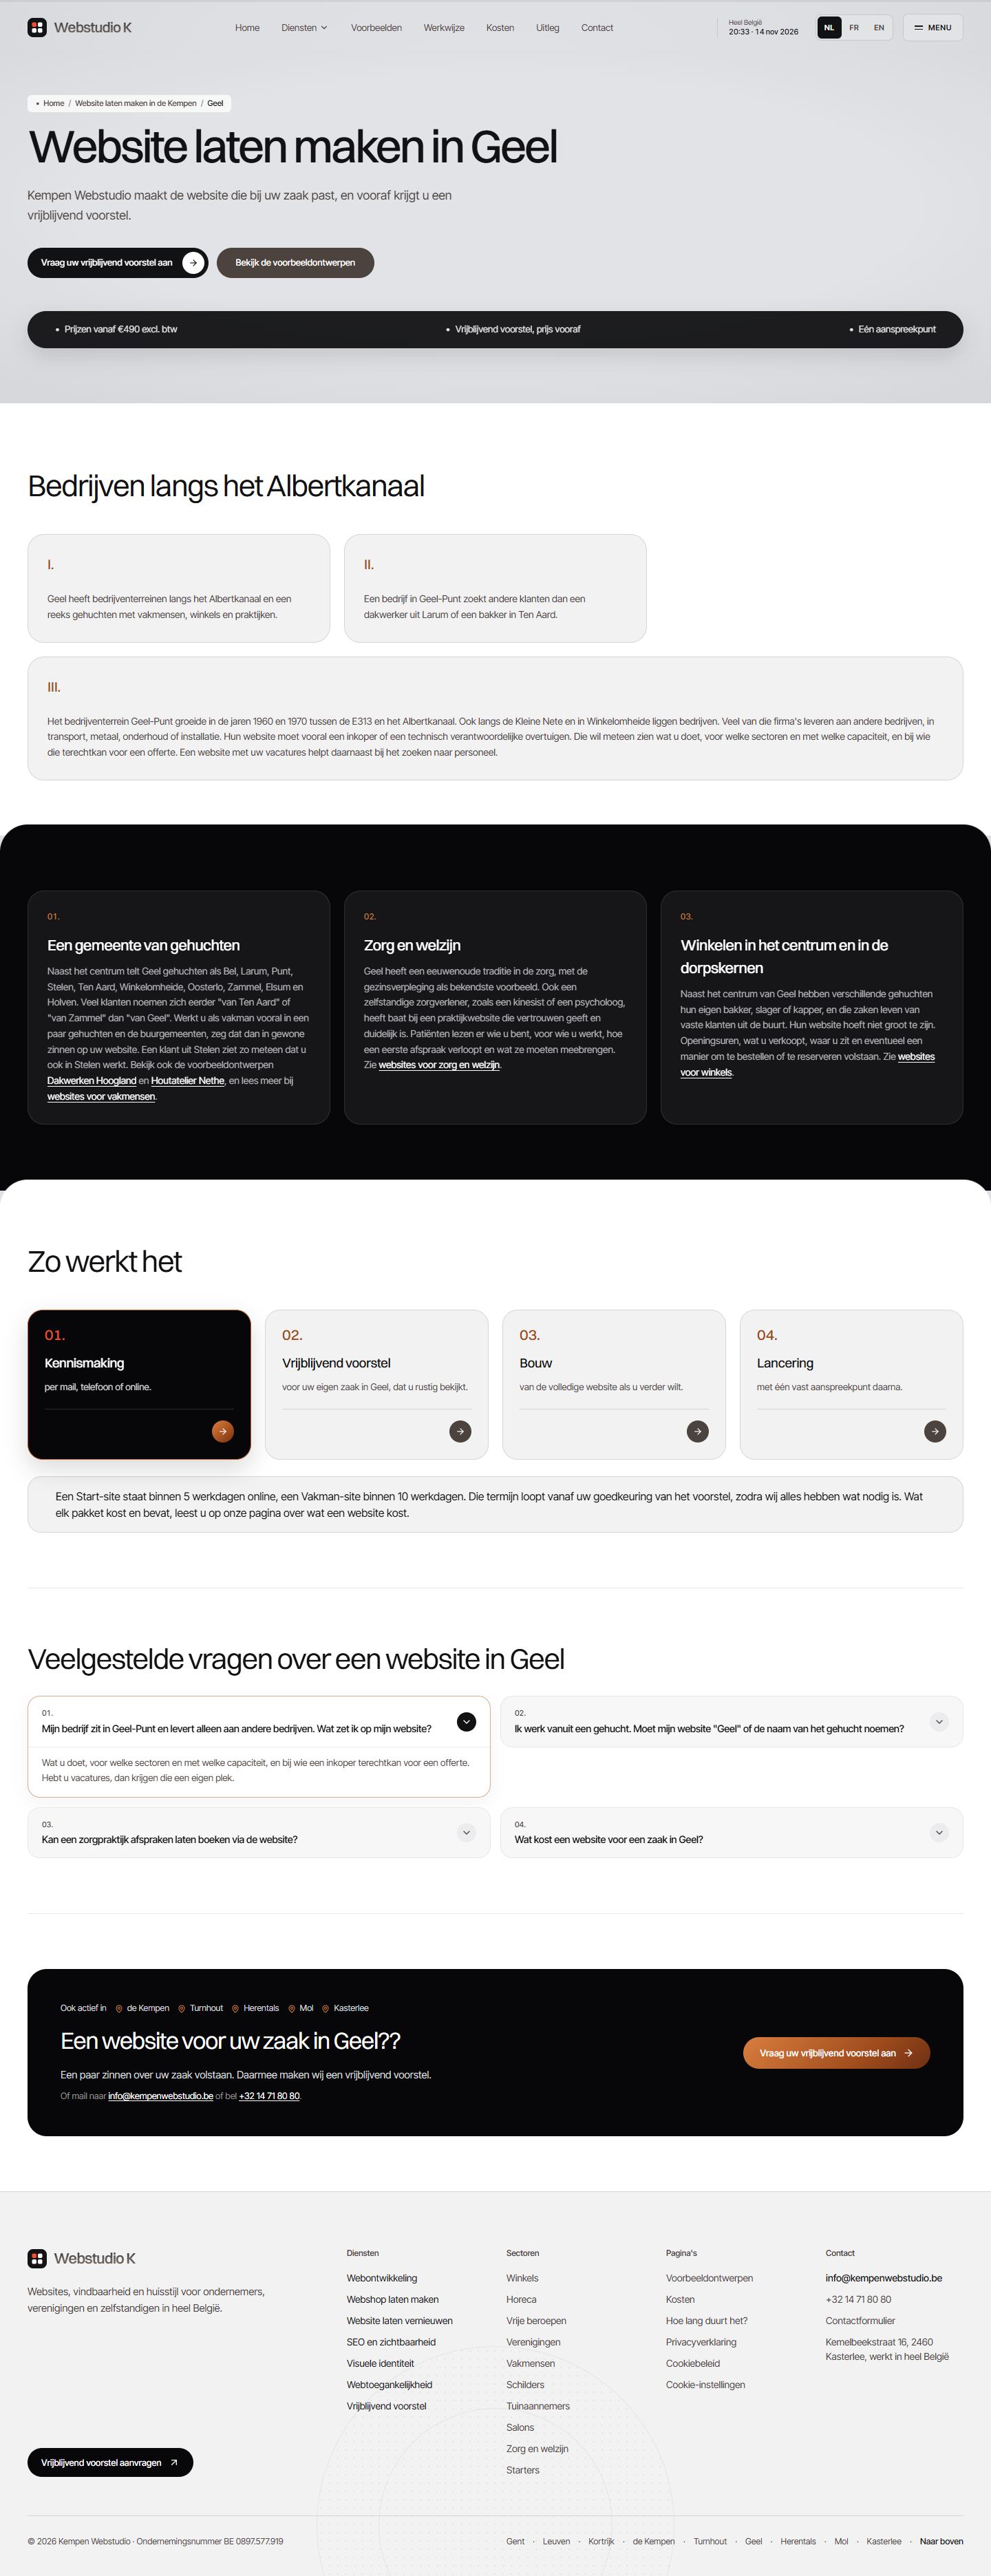 Webstudio K
Home
Diensten
Voorbeelden
Werkwijze
Kosten
Uitleg
Contact
Heel België
20:33 · 14 nov 2026
NL
FR
EN
MENU
• Home / Website laten maken in de Kempen / Geel
Website laten maken in Geel
Kempen Webstudio maakt de website die bij uw zaak past, en vooraf krijgt u een
vrijblijvend voorstel.
Vraag uw vrijblijvend voorstel aan
Bekijk de voorbeeldontwerpen
• Prijzen vanaf €490 excl. btw
• Vrijblijvend voorstel, prijs vooraf
• Eén aanspreekpunt
Bedrijven langs het Albertkanaal
I.
Geel heeft bedrijventerreinen langs het Albertkanaal en een
reeks gehuchten met vakmensen, winkels en praktijken.
II.
Een bedrijf in Geel-Punt zoekt andere klanten dan een
dakwerker uit Larum of een bakker in Ten Aard.
III.
Het bedrijventerrein Geel-Punt groeide in de jaren 1960 en 1970 tussen de E313 en het Albertkanaal. Ook langs de Kleine Nete en in Winkelomheide liggen bedrijven. Veel van die firma's leveren aan andere bedrijven, in
transport, metaal, onderhoud of installatie. Hun website moet vooral een inkoper of een technisch verantwoordelijke overtuigen. Die wil meteen zien wat u doet, voor welke sectoren en met welke capaciteit, en bij wie
die terechtkan voor een offerte. Een website met uw vacatures helpt daarnaast bij het zoeken naar personeel.
01.
Een gemeente van gehuchten
Naast het centrum telt Geel gehuchten als Bel, Larum, Punt,
Stelen, Ten Aard, Winkelomheide, Oosterlo, Zammel, Elsum en
Holven. Veel klanten noemen zich eerder "van Ten Aard" of
"van Zammel" dan "van Geel". Werkt u als vakman vooral in een
paar gehuchten en de buurgemeenten, zeg dat dan in gewone
zinnen op uw website. Een klant uit Stelen ziet zo meteen dat u
ook in Stelen werkt. Bekijk ook de voorbeeldontwerpen
Dakwerken Hoogland en Houtatelier Nethe, en lees meer bij
websites voor vakmensen.
02.
Zorg en welzijn
Geel heeft een eeuwenoude traditie in de zorg, met de
gezinsverpleging als bekendste voorbeeld. Ook een
zelfstandige zorgverlener, zoals een kinesist of een psycholoog,
heeft baat bij een praktijkwebsite die vertrouwen geeft en
duidelijk is. Patiënten lezen er wie u bent, voor wie u werkt, hoe
een eerste afspraak verloopt en wat ze moeten meebrengen.
Zie websites voor zorg en welzijn.
03.
Winkelen in het centrum en in de
dorpskernen
Naast het centrum van Geel hebben verschillende gehuchten
hun eigen bakker, slager of kapper, en die zaken leven van
vaste klanten uit de buurt. Hun website hoeft niet groot te zijn.
Openingsuren, wat u verkoopt, waar u zit en eventueel een
manier om te bestellen of te reserveren volstaan. Zie websites
voor winkels.
Zo werkt het
01.
Kennismaking
per mail, telefoon of online.
02.
Vrijblijvend voorstel
voor uw eigen zaak in Geel, dat u rustig bekijkt.
03.
Bouw
van de volledige website als u verder wilt.
04.
Lancering
met één vast aanspreekpunt daarna.
Een Start-site staat binnen 5 werkdagen online, een Vakman-site binnen 10 werkdagen. Die termijn loopt vanaf uw goedkeuring van het voorstel, zodra wij alles hebben wat nodig is. Wat
elk pakket kost en bevat, leest u op onze pagina over wat een website kost.
Veelgestelde vragen over een website in Geel
01.
Mijn bedrijf zit in Geel-Punt en levert alleen aan andere bedrijven. Wat zet ik op mijn website?
Wat u doet, voor welke sectoren en met welke capaciteit, en bij wie een inkoper terechtkan voor een offerte.
Hebt u vacatures, dan krijgen die een eigen plek.
02.
Ik werk vanuit een gehucht. Moet mijn website "Geel" of de naam van het gehucht noemen?
03.
Kan een zorgpraktijk afspraken laten boeken via de website?
04.
Wat kost een website voor een zaak in Geel?
Ook actief in de Kempen Turnhout Herentals Mol Kasterlee
Een website voor uw zaak in Geel??
Een paar zinnen over uw zaak volstaan. Daarmee maken wij een vrijblijvend voorstel.
Of mail naar info@kempenwebstudio.be of bel +32 14 71 80 80.
Vraag uw vrijblijvend voorstel aan
Webstudio K
Websites, vindbaarheid en huisstijl voor ondernemers,
verenigingen en zelfstandigen in heel België.
Vrijblijvend voorstel aanvragen
Diensten
Webontwikkeling
Webshop laten maken
Website laten vernieuwen
SEO en zichtbaarheid
Visuele identiteit
Webtoegankelijkheid
Vrijblijvend voorstel
Sectoren
Winkels
Horeca
Vrije beroepen
Verenigingen
Vakmensen
Schilders
Tuinaannemers
Salons
Zorg en welzijn
Starters
Pagina's
Voorbeeldontwerpen
Kosten
Hoe lang duurt het?
Privacyverklaring
Cookiebeleid
Cookie-instellingen
Contact
info@kempenwebstudio.be
+32 14 71 80 80
Contactformulier
Kemelbeekstraat 16, 2460
Kasterlee, werkt in heel België
© 2026 Kempen Webstudio · Ondernemingsnummer BE 0897.577.919
Gent · Leuven · Kortrijk · de Kempen · Turnhout · Geel · Herentals · Mol · Kasterlee · Naar boven